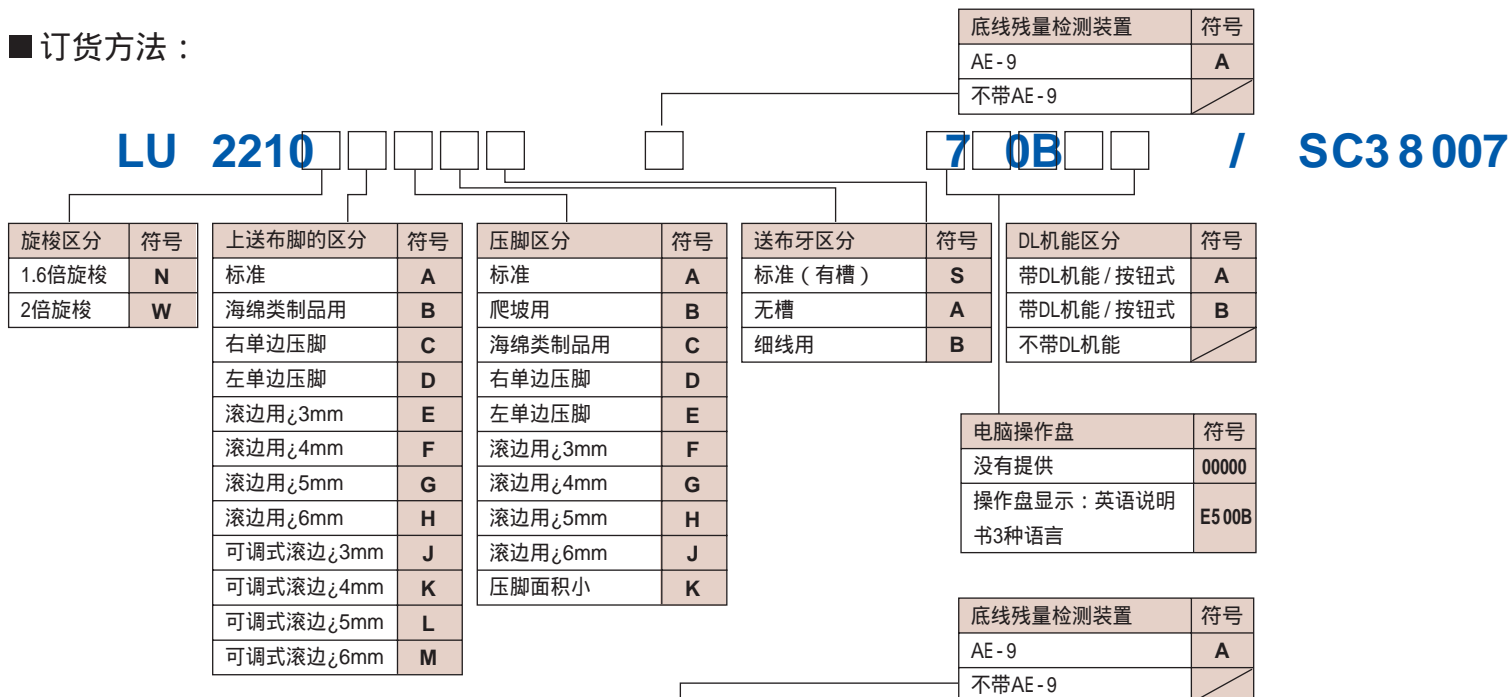 ■订货方法：
底线残量检测装置 符号
AE-9 A
不带AE-9
LU 2210□□□□□ □ 7 0B□□ / SC38007
旋梭区分 符号
1.6倍旋梭 N
2倍旋梭 W
上送布脚的区分 符号
标准 A
海绵类制品用 B
右单边压脚 C
左单边压脚 D
滚边用¿3mm E
滚边用¿4mm F
滚边用¿5mm G
滚边用¿6mm H
可调式滚边¿3mm J
可调式滚边¿4mm K
可调式滚边¿5mm L
可调式滚边¿6mm M
压脚区分 符号
标准 A
爬坡用 B
海绵类制品用 C
右单边压脚 D
左单边压脚 E
滚边用¿3mm F
滚边用¿4mm G
滚边用¿5mm H
滚边用¿6mm J
压脚面积小 K
送布牙区分 符号
标准（有槽） S
无槽 A
细线用 B
DL机能区分 符号
带DL机能/按钮式 A
带DL机能/按钮式 B
不带DL机能
电脑操作盘 符号
没有提供 00000
操作盘显示：英语说明
书3种语言 E500B
底线残量检测装置 符号
AE-9 A
不带AE-9